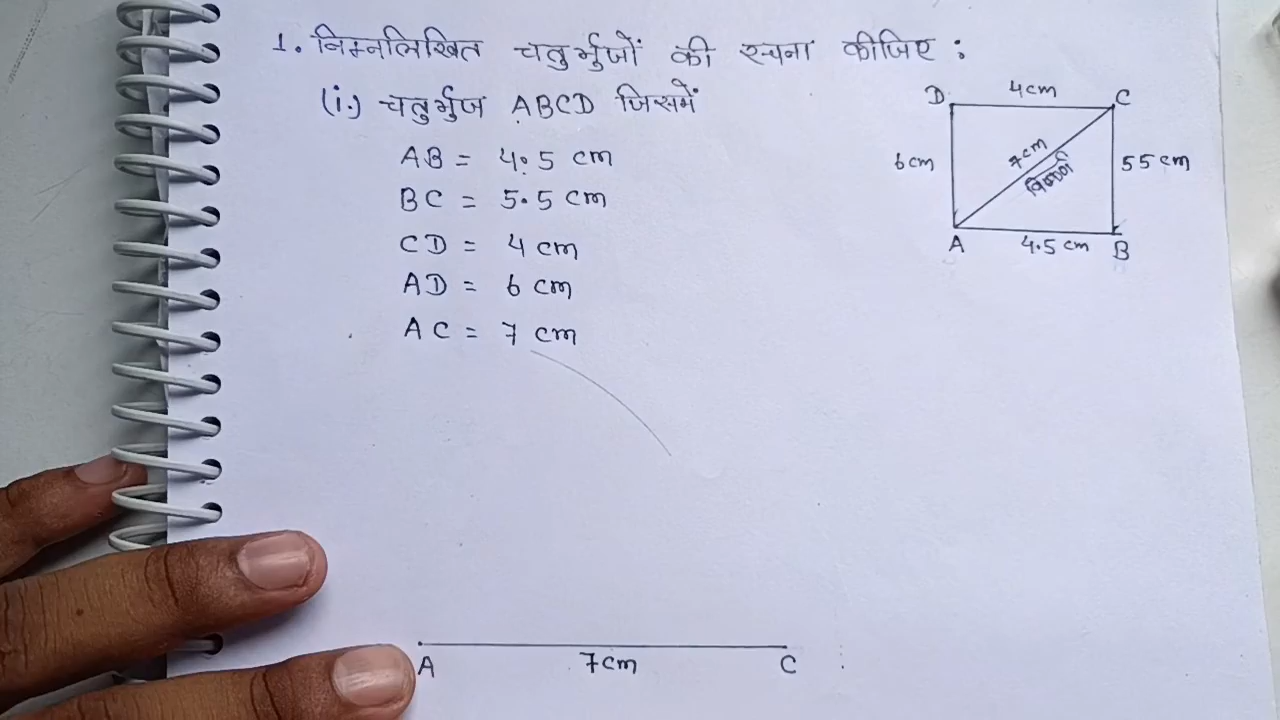 1. निम्नलिखित चतुर्भुजों की रचना कीजिए :
(i.) चतुर्भुज ABCD जिसमें
AB = 4.5 cm
BC = 5.5 cm
CD = 4 cm
AD = 6 cm
AC = 7 cm
D 4cm C
6cm 7cm 55 cm
विकर्ण
A 4.5 cm B
A 7cm C